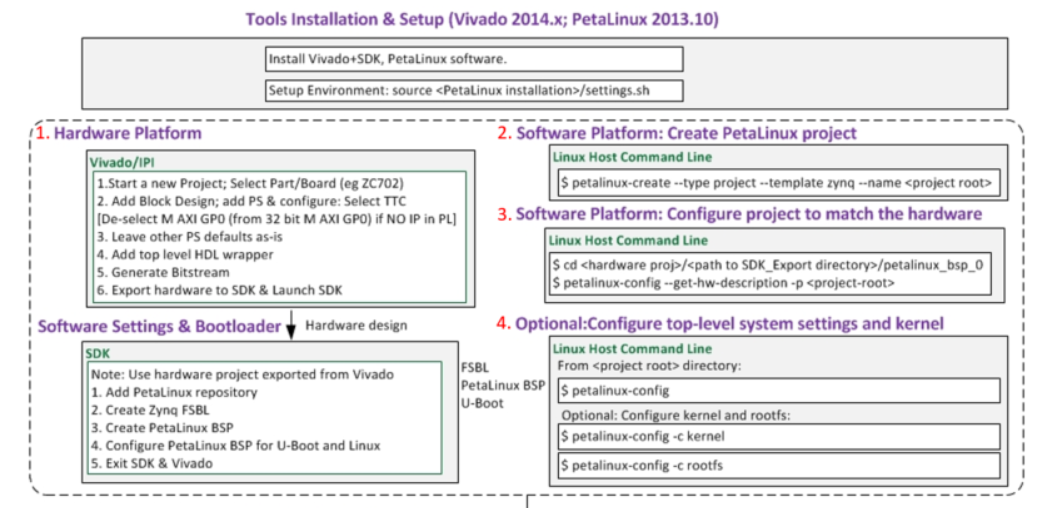 Tools Installation & Setup (Vivado 2014.x; PetaLinux 2013.10)
Install Vivado+SDK, PetaLinux software.
Setup Environment: source <PetaLinux installation>/settings.sh
1. Hardware Platform
Vivado/IPI
1.Start a new Project; Select Part/Board (eg ZC702)
2. Add Block Design; add PS & configure: Select TTC
[De-select M AXI GP0 (from 32 bit M AXI GP0) if NO IP in PL]
3. Leave other PS defaults as-is
4. Add top level HDL wrapper
5. Generate Bitstream
6. Export hardware to SDK & Launch SDK
Software Settings & Bootloader
Hardware design
SDK
Note: Use hardware project exported from Vivado
1. Add PetaLinux repository
2. Create Zynq FSBL
3. Create PetaLinux BSP
4. Configure PetaLinux BSP for U-Boot and Linux
5. Exit SDK & Vivado
FSBL
PetaLinux BSP
U-Boot
2. Software Platform: Create PetaLinux project
Linux Host Command Line
$ petalinux-create --type project --template zynq --name <project root>
3. Software Platform: Configure project to match the hardware
Linux Host Command Line
$ cd <hardware proj>/<path to SDK_Export directory>/petalinux_bsp_0
$ petalinux-config --get-hw-description -p <project-root>
4. Optional:Configure top-level system settings and kernel
Linux Host Command Line
From <project root> directory:
$ petalinux-config
Optional: Configure kernel and rootfs:
$ petalinux-config -c kernel
$ petalinux-config -c rootfs